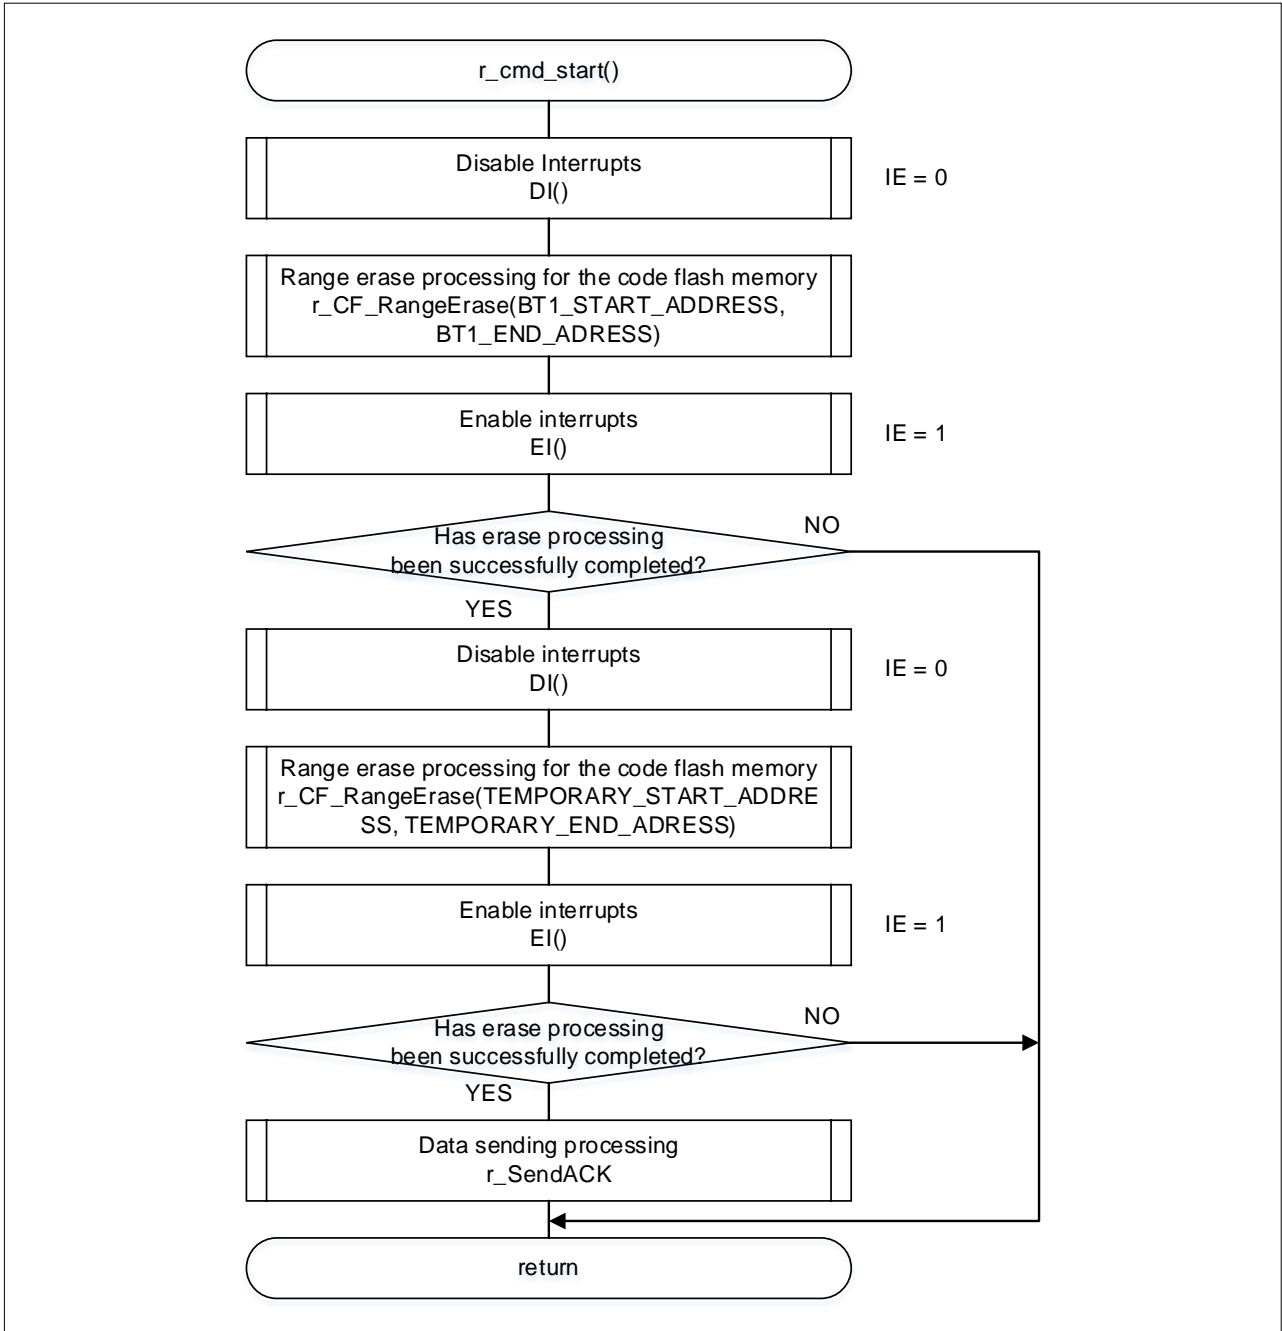 r_cmd_start()
Disable Interrupts
DI()
IE = 0
Range erase processing for the code flash memory
r_CF_RangeErase(BT1_START_ADDRESS,
BT1_END_ADRESS)
Enable interrupts
EI()
IE = 1
Has erase processing
been successfully completed?
NO
YES
Disable interrupts
DI()
IE = 0
Range erase processing for the code flash memory
r_CF_RangeErase(TEMPORARY_START_ADDRE
SS, TEMPORARY_END_ADRESS)
Enable interrupts
EI()
IE = 1
Has erase processing
been successfully completed?
NO
YES
Data sending processing
r_SendACK
return